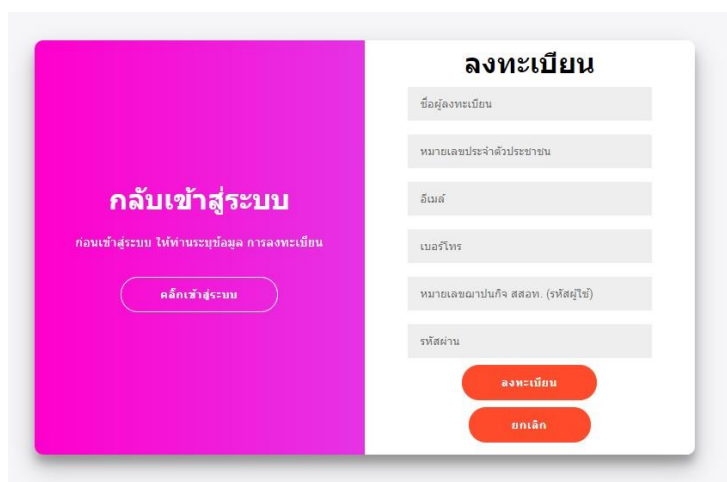 กลับเข้าสู่ระบบ
ก่อนเข้าสู่ระบบ ให้ท่านระบุข้อมูล การลงทะเบียน
คลิ๊กเข้าสู่ระบบ
ลงทะเบียน
ชื่อผู้ลงทะเบียน
หมายเลขประจำตัวประชาชน
อีเมล์
เบอร์โทร
หมายเลขฌาปนกิจ สสอท. (รหัสผู้ใช้)
รหัสผ่าน
ลงทะเบียน
ยกเลิก